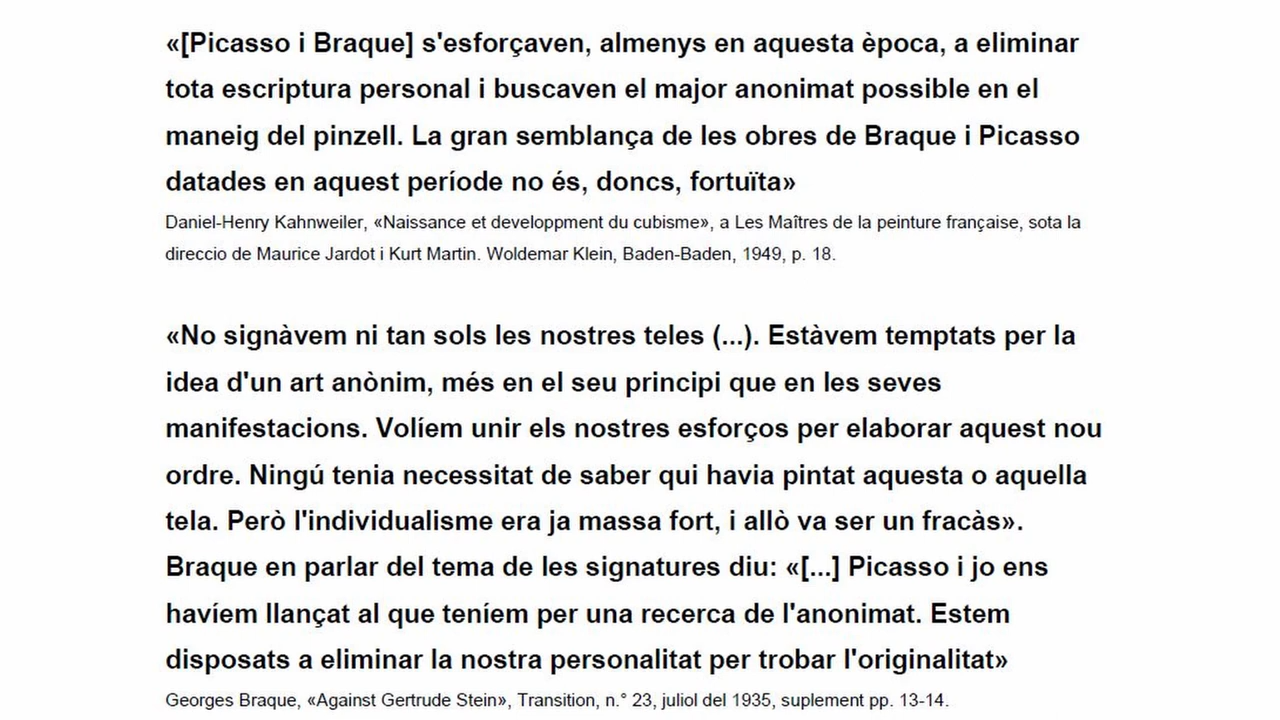 «[Picasso i Braque] s'esforçaven, almenys en aquesta època, a eliminar
tota escriptura personal i buscaven el major anonimat possible en el
maneig del pinzell. La gran semblança de les obres de Braque i Picasso
datades en aquest període no és, doncs, fortuïta»
Daniel-Henry Kahnweiler, «Naissance et developpment du cubisme», a Les Maîtres de la peinture française, sota la
direccio de Maurice Jardot i Kurt Martin. Woldemar Klein, Baden-Baden, 1949, p. 18.
«No signàvem ni tan sols les nostres teles (...). Estàvem temptats per la
idea d'un art anònim, més en el seu principi que en les seves
manifestacions. Volíem unir els nostres esforços per elaborar aquest nou
ordre. Ningú tenia necessitat de saber qui havia pintat aquesta o aquella
tela. Però l'individualisme era ja massa fort, i allò va ser un fracàs».
Braque en parlar del tema de les signatures diu: «[...] Picasso i jo ens
havíem llançat al que teníem per una recerca de l'anonimat. Estem
disposats a eliminar la nostra personalitat per trobar l'originalitat»
Georges Braque, «Against Gertrude Stein», Transition, n.° 23, juliol del 1935, suplement pp. 13-14.